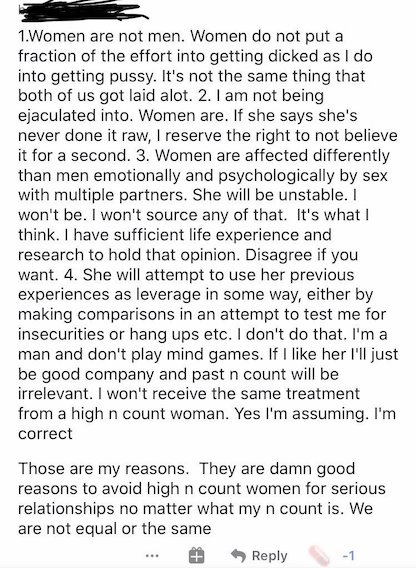 1.Women are not men. Women do not put a
fraction of the effort into getting dicked as I do
into getting pussy. It's not the same thing that
both of us got laid alot. 2. I am not being
ejaculated into. Women are. If she says she's
never done it raw, I reserve the right to not believe
it for a second. 3. Women are affected differently
than men emotionally and psychologically by sex
with multiple partners. She will be unstable. I
won't be. I won't source any of that.  It's what I
think. I have sufficient life experience and
research to hold that opinion. Disagree if you
want. 4. She will attempt to use her previous
experiences as leverage in some way, either by
making comparisons in an attempt to test me for
insecurities or hang ups etc. I don't do that. I'm a
man and don't play mind games. If I like her I'll just
be good company and past n count will be
irrelevant. I won't receive the same treatment
from a high n count woman. Yes I'm assuming. I'm
correct
Those are my reasons.  They are damn good
reasons to avoid high n count women for serious
relationships no matter what my n count is. We
are not equal or the same
... Reply -1